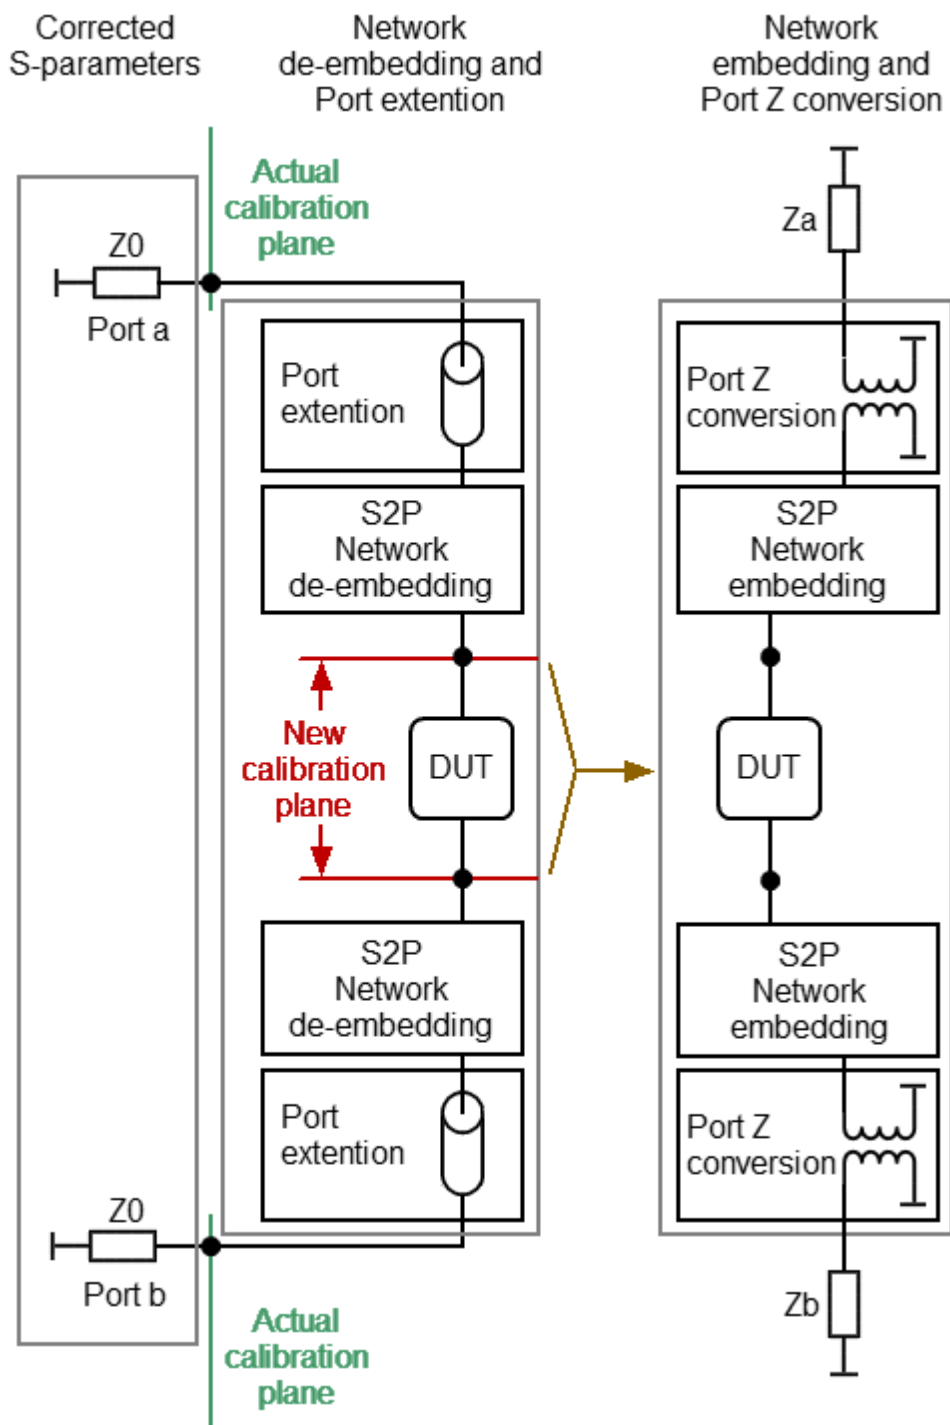 Corrected
S-parameters
Network
de-embedding and
Port extention
Network
embedding and
Port Z conversion
Actual
calibration
plane
Z0
Port a
Za
Port
extention
Port Z
conversion
S2P
Network
de-embedding
S2P
Network
embedding
New
calibration
plane
DUT
DUT
S2P
Network
de-embedding
S2P
Network
embedding
Port
extention
Port Z
conversion
Z0
Port b
Zb
Actual
calibration
plane